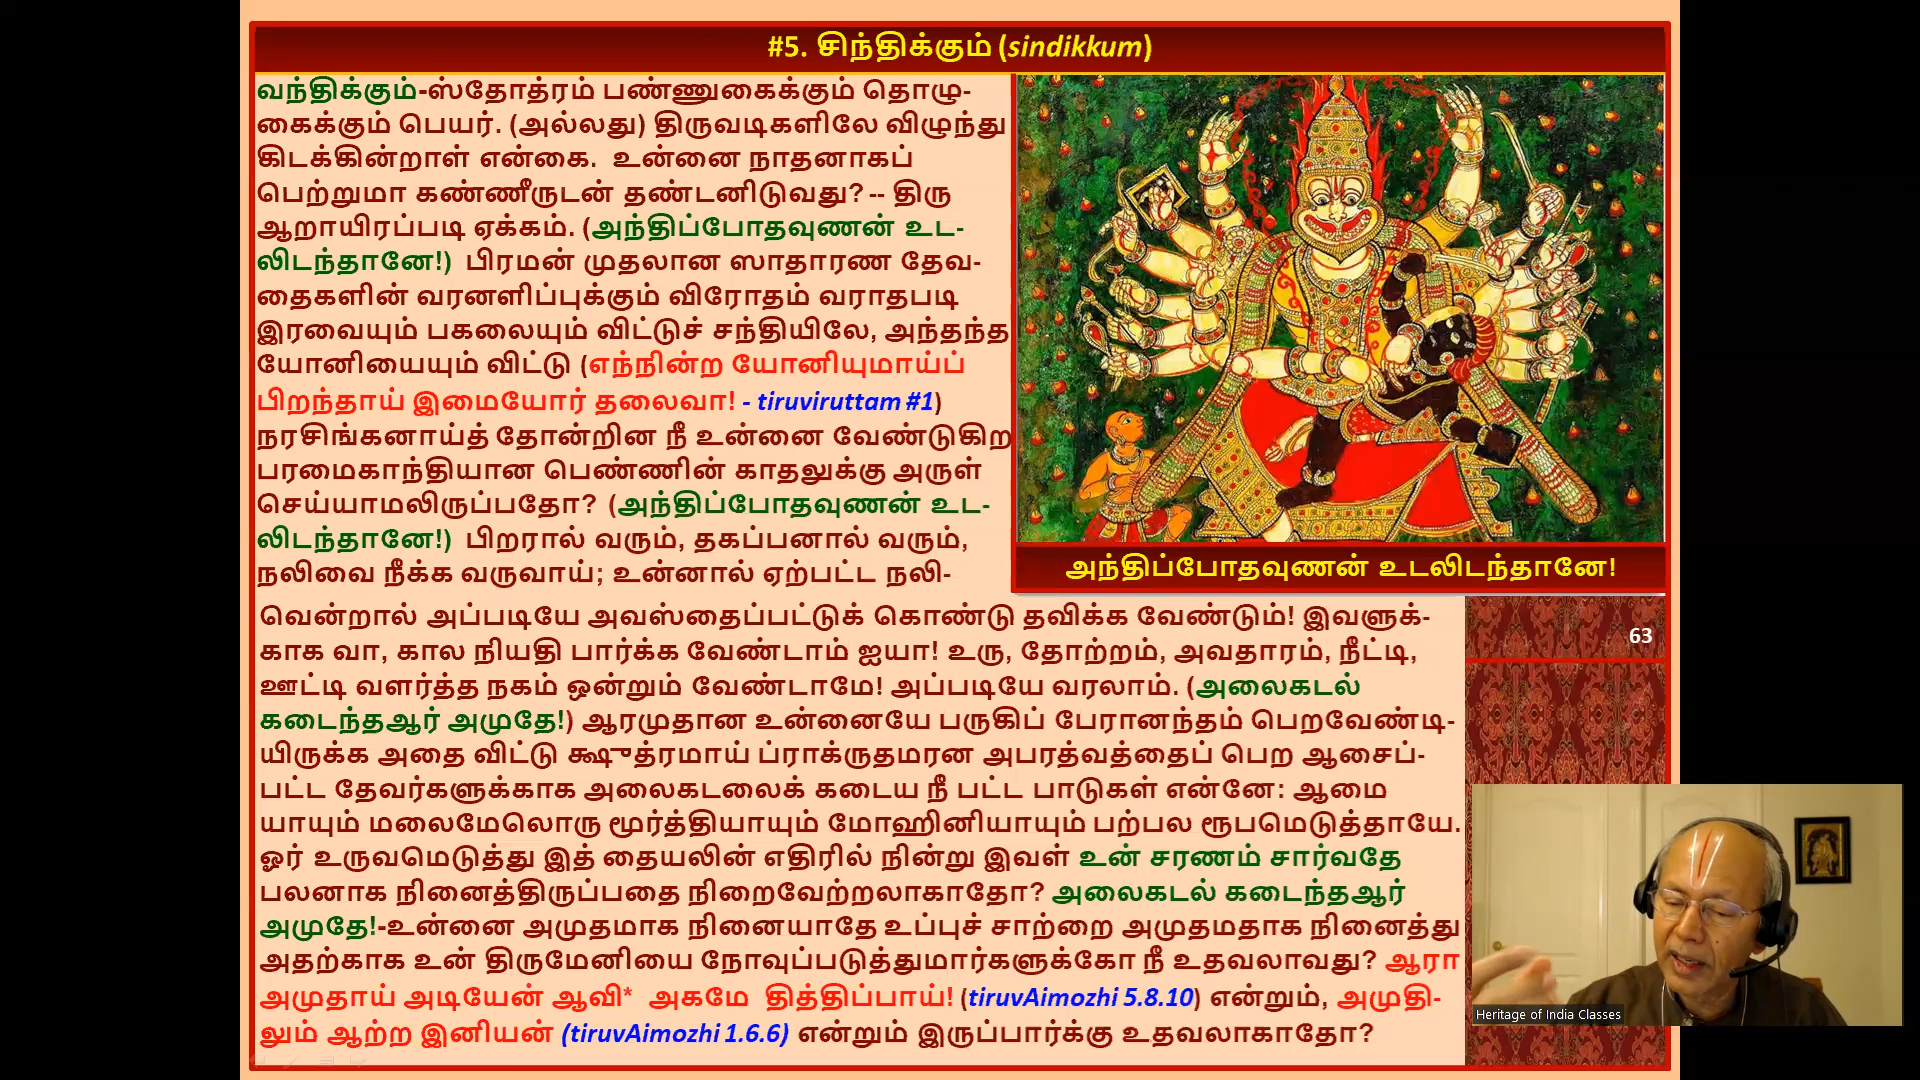 #5. சிந்திக்கும் (sindikkum)
வந்திக்கும்-ஸ்தோத்ரம் பண்ணுகைக்கும் தொழு-
கைக்கும் பெயர். (அல்லது) திருவடிகளிலே விழுந்து
கிடக்கின்றாள் என்கை. உன்னை நாதனாகப்
பெற்றுமா கண்ணீருடன் தண்டனிடுவது? -- திரு
ஆறாயிரப்படி ஏக்கம். (அந்திப்போதவுணன் உட-
லிடந்தானே!) பிரமன் முதலான ஸாதாரண தேவ-
தைகளின் வரனளிப்புக்கும் விரோதம் வராதபடி
இரவையும் பகலையும் விட்டுச் சந்தியிலே, அந்தந்த
யோனியையும் விட்டு (எந்நின்ற யோனியுமாய்ப்
பிறந்தாய் இமையோர் தலைவா! - tiruviruttam #1)
நரசிங்கனாய்த் தோன்றின நீ உன்னை வேண்டுகிற
பரமைகாந்தியான பெண்ணின் காதலுக்கு அருள்
செய்யாமலிருப்பதோ? (அந்திப்போதவுணன் உட-
லிடந்தானே!) பிறரால் வரும், தகப்பனால் வரும்,
நலிவை நீக்க வருவாய்; உன்னால் ஏற்பட்ட நலி-
அந்திப்போதவுணன் உடலிடந்தானே!
வென்றால் அப்படியே அவஸ்தைப்பட்டுக் கொண்டு தவிக்க வேண்டும்! இவளுக்-
காக வா, கால நியதி பார்க்க வேண்டாம் ஐயா! உரு, தோற்றம், அவதாரம், நீட்டி,
ஊட்டி வளர்த்த நகம் ஒன்றும் வேண்டாமே! அப்படியே வரலாம். (அலைகடல்
கடைந்தஆர் அமுதே!) ஆரமுதான உன்னையே பருகிப் பேரானந்தம் பெறவேண்டி-
யிருக்க அதை விட்டு க்ஷுத்ரமாய் ப்ராக்ருதமரன அபரத்வத்தைப் பெற ஆசைப்-
பட்ட தேவர்களுக்காக அலைகடலைக் கடைய நீ பட்ட பாடுகள் என்னே: ஆமை
யாயும் மலைமேலொரு மூர்த்தியாயும் மோஹினியாயும் பற்பல ரூபமெடுத்தாயே.
ஓர் உருவமெடுத்து இத் தையலின் எதிரில் நின்று இவள் உன் சரணம் சார்வதே
பலனாக நினைத்திருப்பதை நிறைவேற்றலாகாதோ? அலைகடல் கடைந்தஆர்
அமுதே!-உன்னை அமுதமாக நினையாதே உப்புச் சாற்றை அமுதமதாக நினைத்து
அதற்காக உன் திருமேனியை நோவுப்படுத்துமார்களுக்கோ நீ உதவலாவது? ஆரா
அமுதாய் அடியேன் ஆவி* அகமே தித்திப்பாய்! (tiruvAimozhi 5.8.10) என்றும், அமுதி-
லும் ஆற்ற இனியன் (tiruvAimozhi 1.6.6) என்றும் இருப்பார்க்கு உதவலாகாதோ?
63
Heritage of India Classes